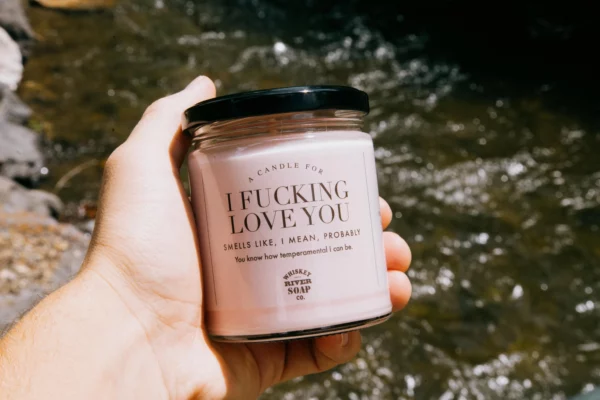 A CANDLE FOR
I FUCKING
LOVE YOU
SMELLS LIKE, I MEAN, PROBABLY
You know how temperamental I can be.
WHISKEY
RIVER
SOAP
CO.